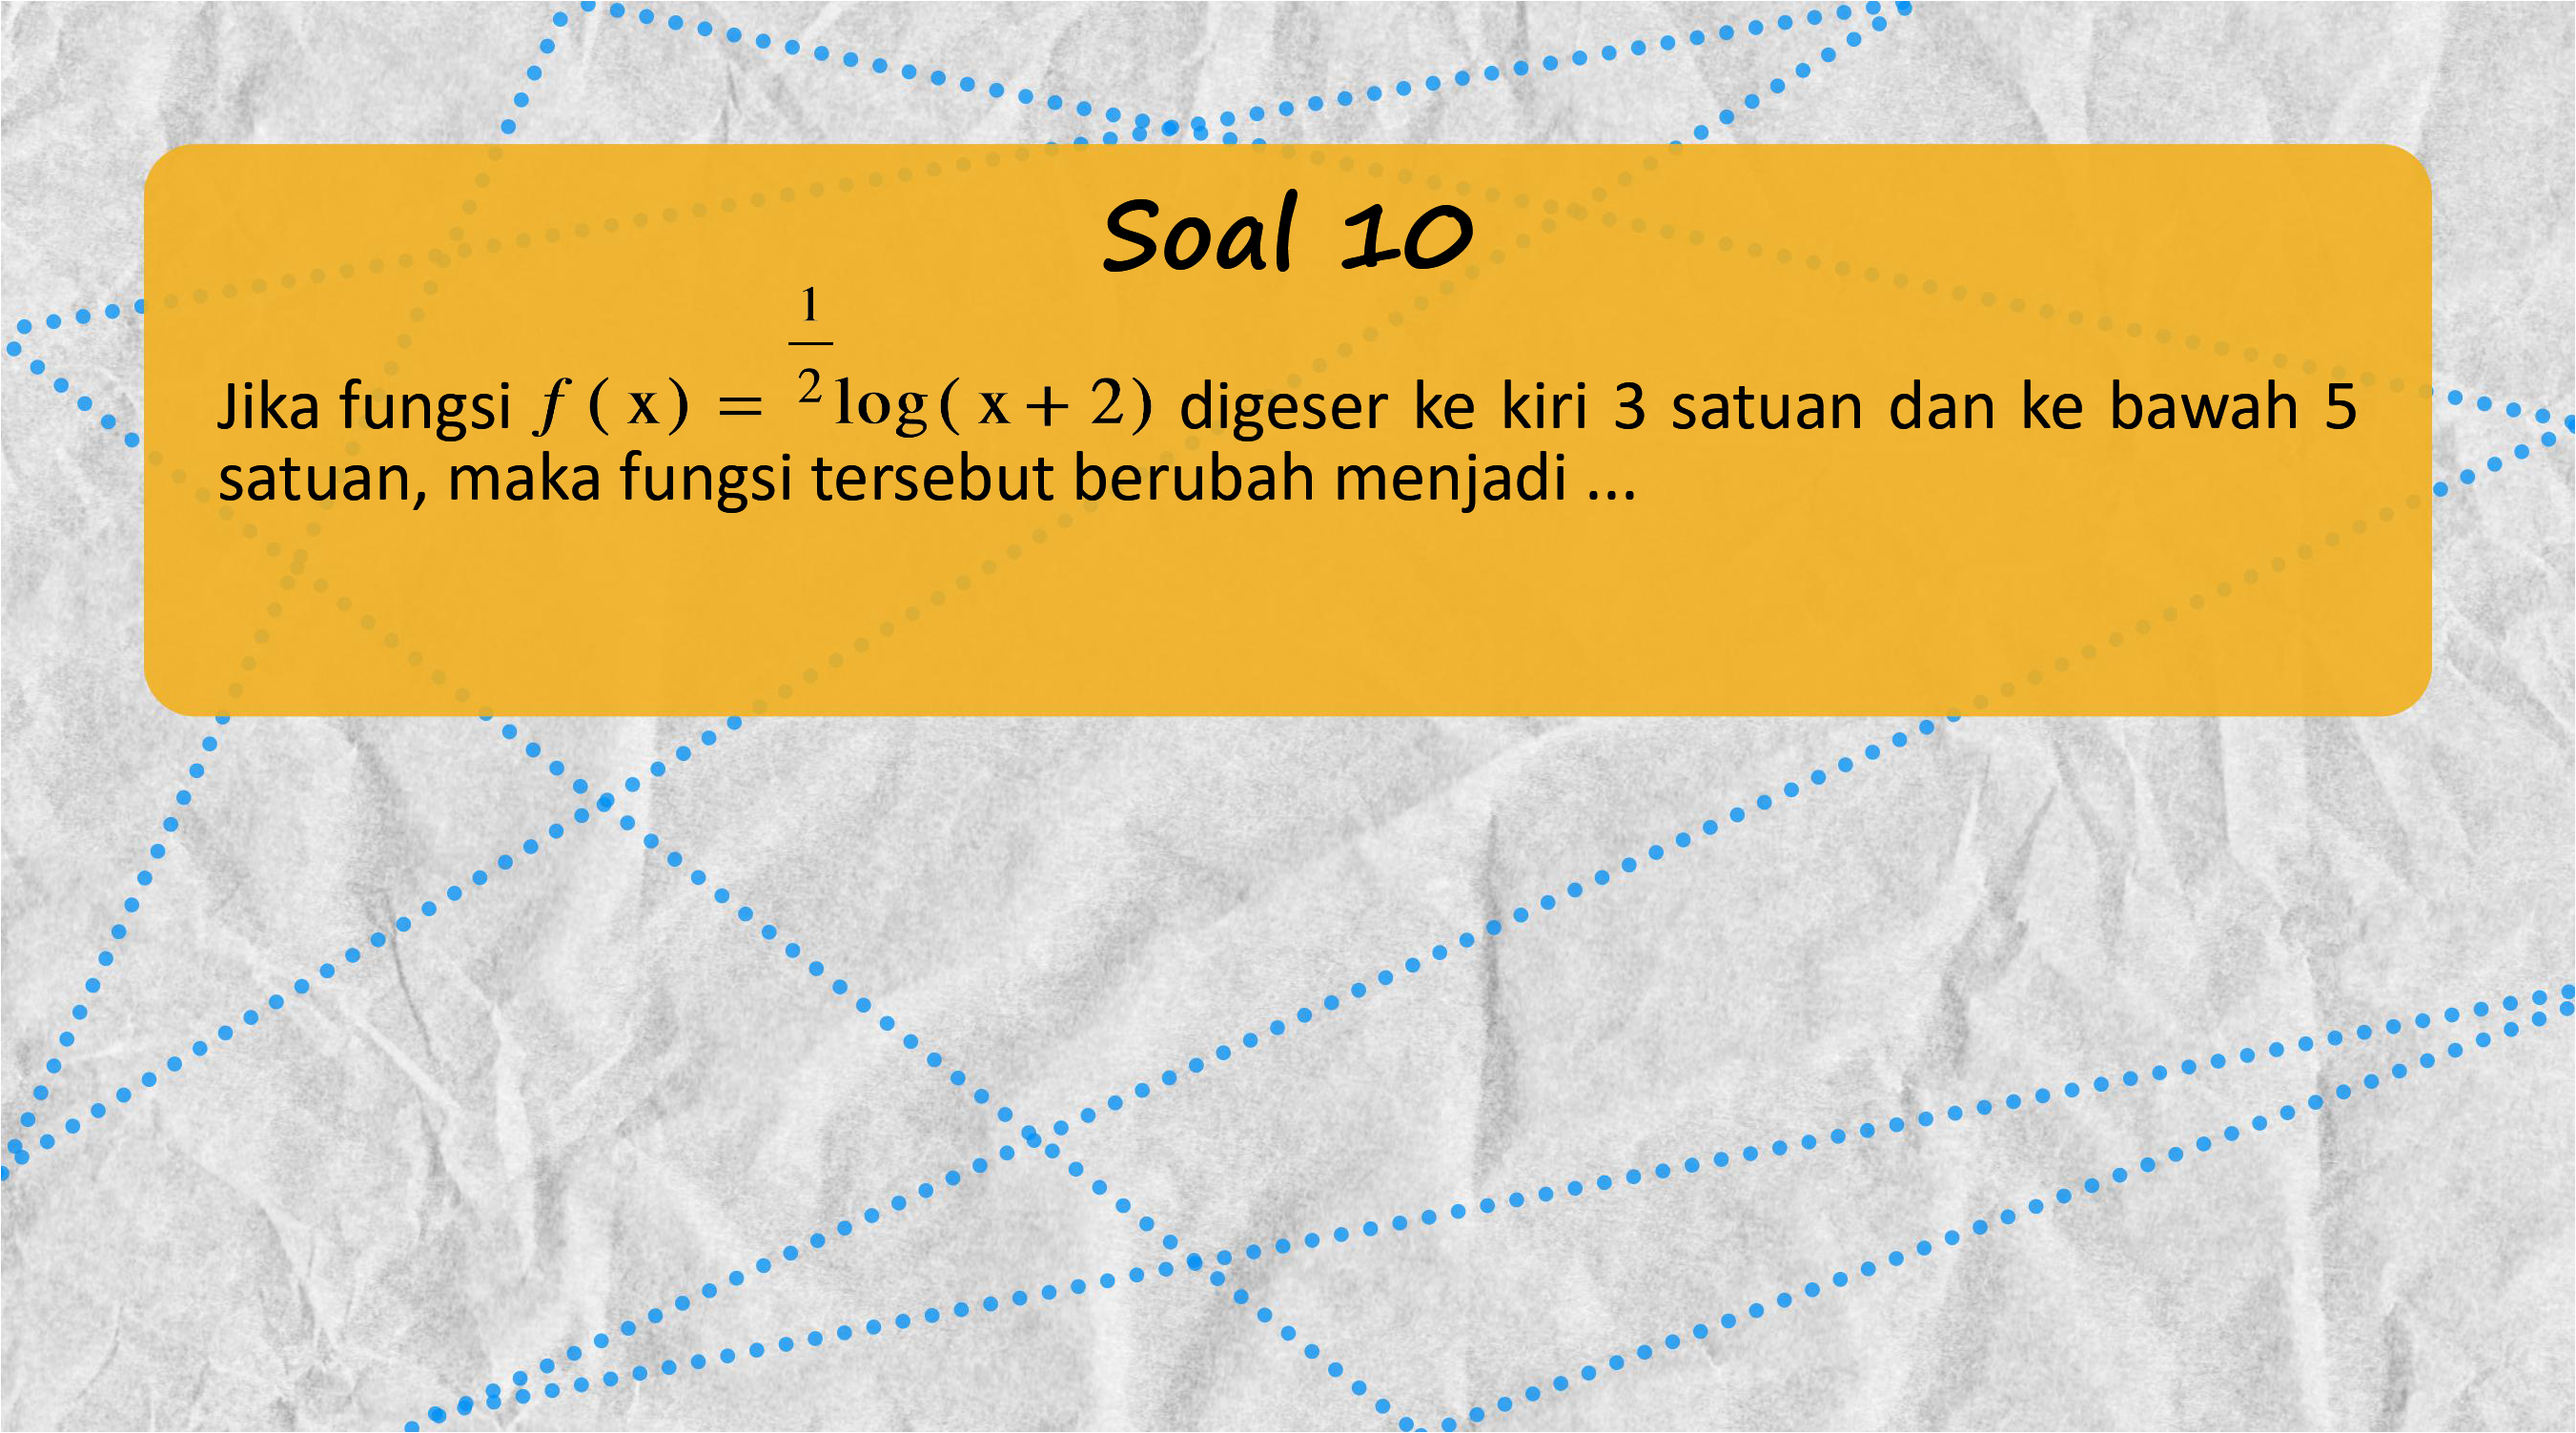 Soal 10
Jika fungsi f ( x) = ^{\frac{1}{2}}log( x + 2) digeser ke kiri 3 satuan dan ke bawah 5
satuan, maka fungsi tersebut berubah menjadi ...